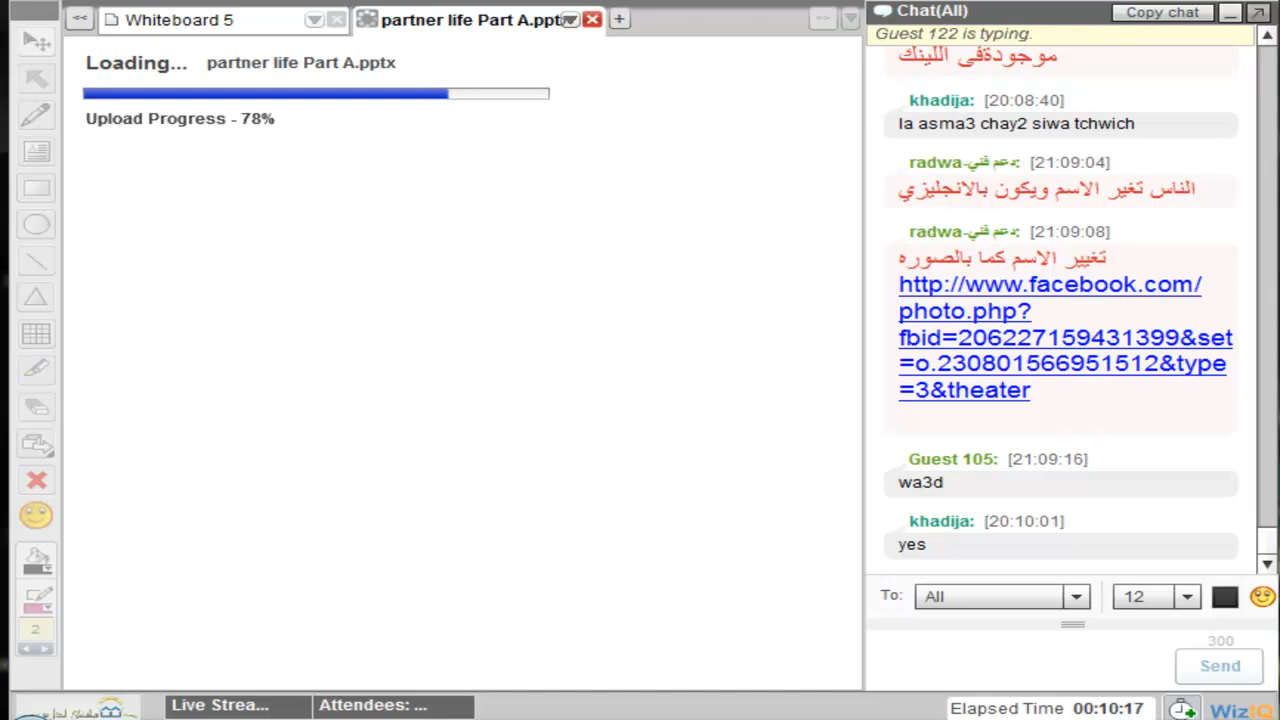 << Whiteboard 5 partner life Part A.ppt + >>
Loading... partner life Part A.pptx
Upload Progress - 78%
2
Live Strea... Attendees: ...
Chat(All) Copy chat
Guest 122 is typing.
موجودةفى اللينك
khadija: [20:08:40]
la asma3 chay2 siwa tchwich
radwa-دعم فني: [21:09:04]
الناس تغير الاسم ويكون بالانجليزي
radwa-دعم فني: [21:09:08]
تغيير الاسم كما بالصوره
http://www.facebook.com/
photo.php?
fbid=206227159431399&set
=o.230801566951512&type
=3&theater
Guest 105: [21:09:16]
wa3d
khadija: [20:10:01]
yes
To: All 12
300
Send
Elapsed Time 00:10:17 WizIQ